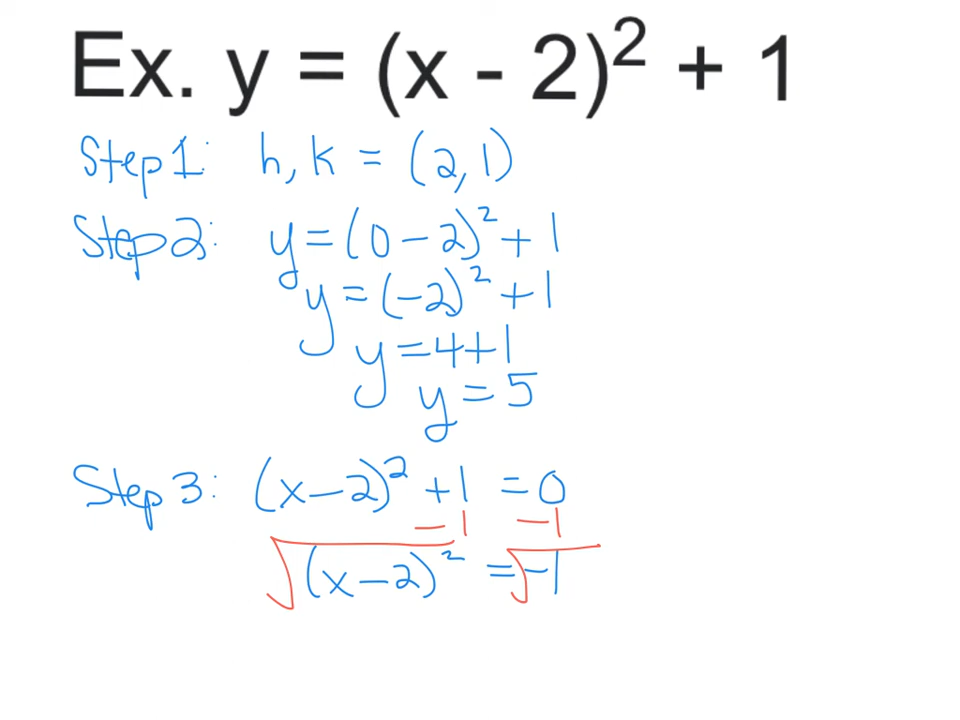 Ex. y = (x - 2)² + 1
Step 1: h, k = (2, 1)
Step 2: y = (0 - 2)² + 1
y = (-2)² + 1
y = 4 + 1
y = 5
Step 3: (x - 2)² + 1 = 0
- 1 - 1
√(x - 2)² = √-1